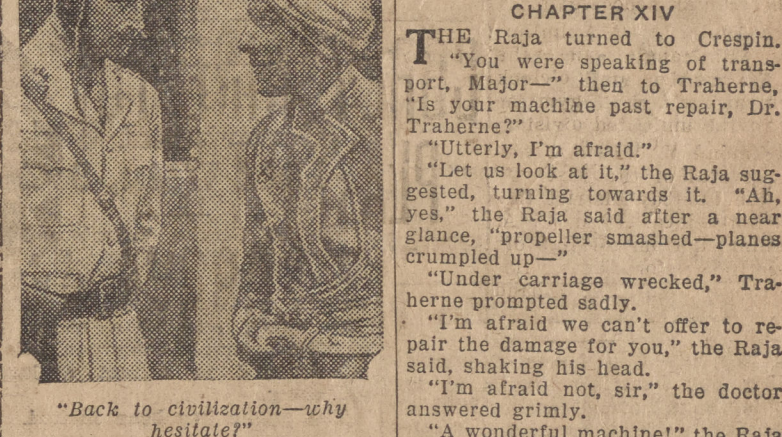 "Back to civilization—why
hesitate?"
CHAPTER XIV
THE Raja turned to Crespin.
"You were speaking of trans-
port, Major—" then to Traherne,
"Is your machine past repair, Dr.
Traherne?"
"Utterly, I'm afraid."
"Let us look at it," the Raja sug-
gested, turning towards it. "Ah,
yes," the Raja said after a near
glance, "propeller smashed—planes
crumpled up—"
"Under carriage wrecked," Tra-
herne prompted sadly.
"I'm afraid we can't offer to re-
pair the damage for you," the Raja
said, shaking his head.
"I'm afraid not, sir," the doctor
answered grimly.
"A wonderful machine!" the Raja